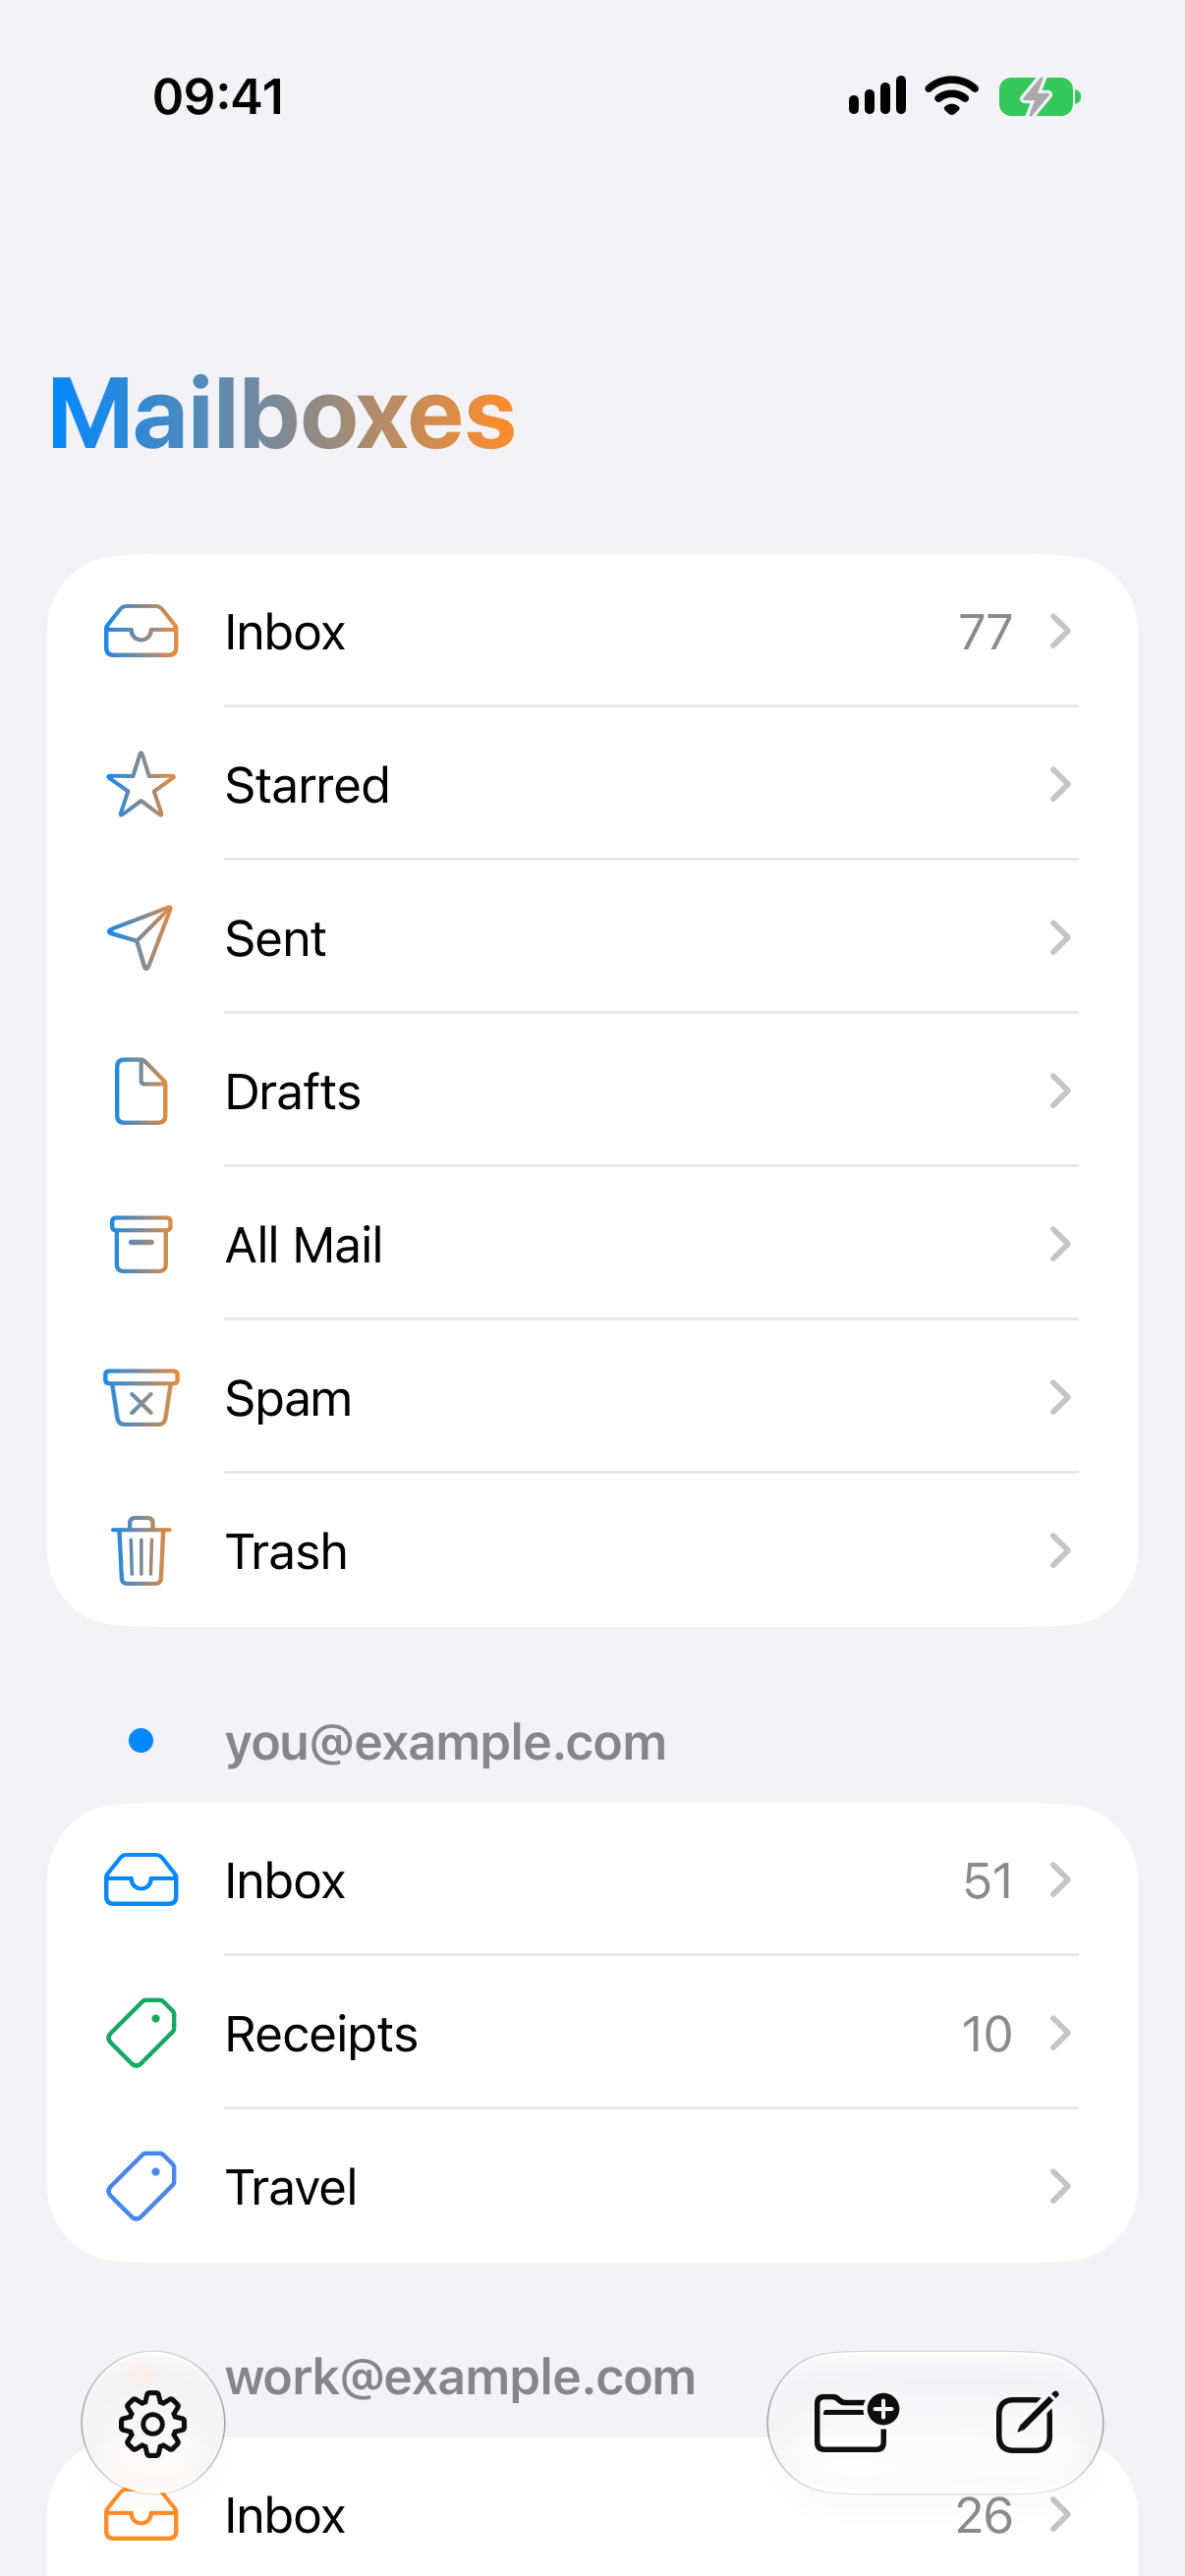 09:41
Mailboxes
Inbox 77
Starred
Sent
Drafts
All Mail
Spam
Trash
you@example.com
Inbox 51
Receipts 10
Travel
work@example.com
Inbox 26